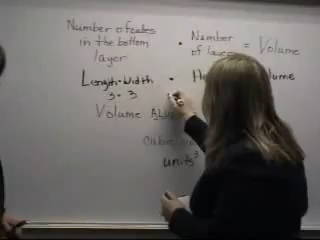 Number of cubes
in the bottom
layer
• Number
of layers = Volume
Length • Width • H
Volume
3 • 3
Volume
cubic
units³